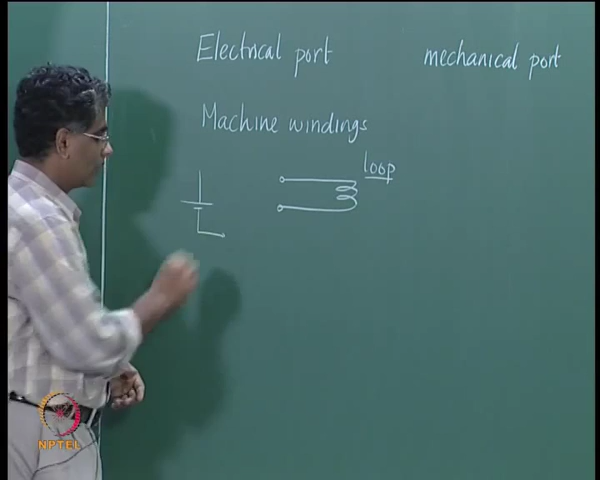 Electrical port
mechanical port
Machine windings
loop
NPTEL